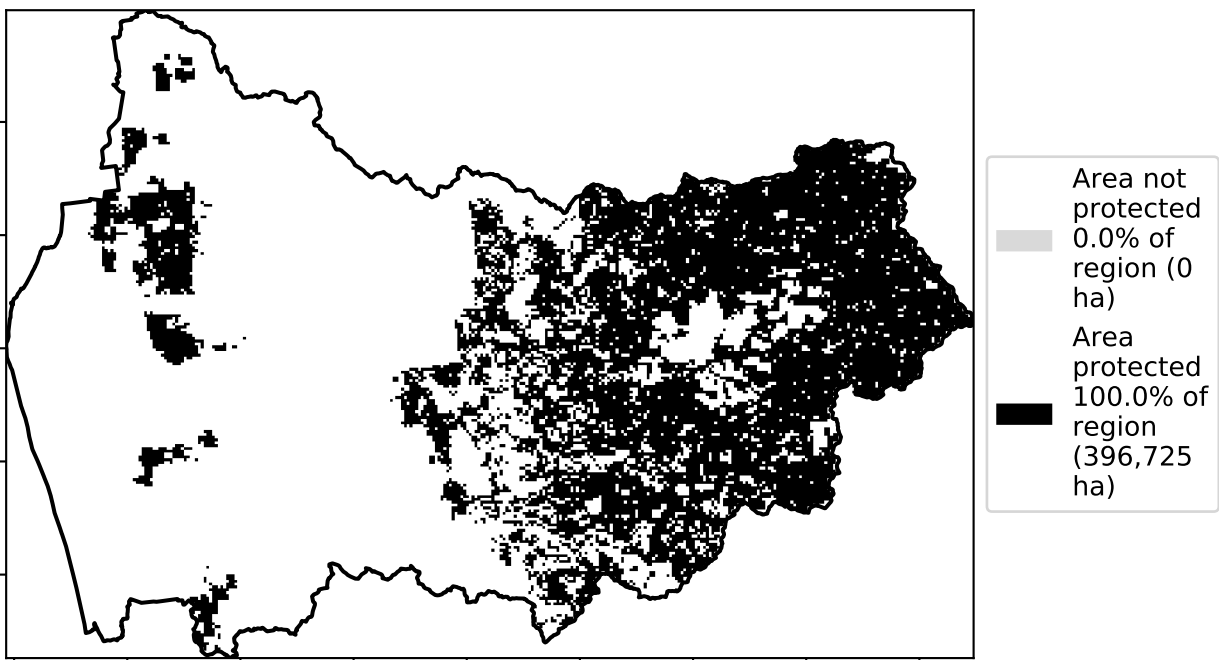 Area not
protected
0.0% of
region (0
ha)
Area
protected
100.0% of
region
(396,725
ha)